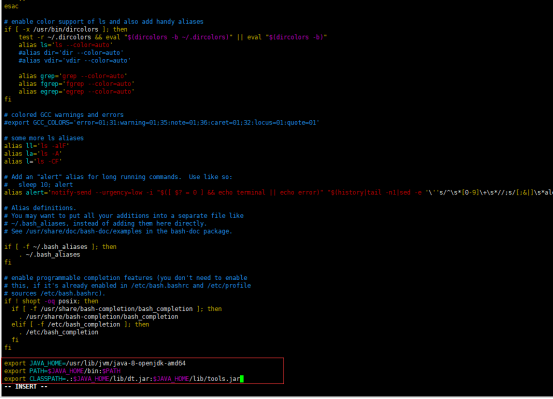 esac
# enable color support of ls and also add handy aliases
if [ -x /usr/bin/dircolors ]; then
test -r ~/.dircolors && eval "$(dircolors -b ~/.dircolors)" || eval "$(dircolors -b)"
alias ls='ls --color=auto'
#alias dir='dir --color=auto'
#alias vdir='vdir --color=auto'
alias grep='grep --color=auto'
alias fgrep='fgrep --color=auto'
alias egrep='egrep --color=auto'
fi
# colored GCC warnings and errors
#export GCC_COLORS='error=01;31:warning=01;35:note=01;36:caret=01;32:locus=01:quote=01'
# some more ls aliases
alias ll='ls -alF'
alias la='ls -A'
alias l='ls -CF'
# Add an "alert" alias for long running commands.  Use like so:
#   sleep 10; alert
alias alert='notify-send --urgency=low -i "$([ $? = 0 ] && echo terminal || echo error)" "$(history|tail -n1|sed -e '\''s/^\s*[0-9]\+\s*//;s/[;&|]\s*ale
# Alias definitions.
# You may want to put all your additions into a separate file like
# ~/.bash_aliases, instead of adding them here directly.
# See /usr/share/doc/bash-doc/examples in the bash-doc package.
if [ -f ~/.bash_aliases ]; then
. ~/.bash_aliases
fi
# enable programmable completion features (you don't need to enable
# this, if it's already enabled in /etc/bash.bashrc and /etc/profile
# sources /etc/bash.bashrc).
if ! shopt -oq posix; then
if [ -f /usr/share/bash-completion/bash_completion ]; then
. /usr/share/bash-completion/bash_completion
elif [ -f /etc/bash_completion ]; then
. /etc/bash_completion
fi
fi
export JAVA_HOME=/usr/lib/jvm/java-8-openjdk-amd64
export PATH=$JAVA_HOME/bin:$PATH
export CLASSPATH=.:$JAVA_HOME/lib/dt.jar:$JAVA_HOME/lib/tools.jar
-- INSERT --